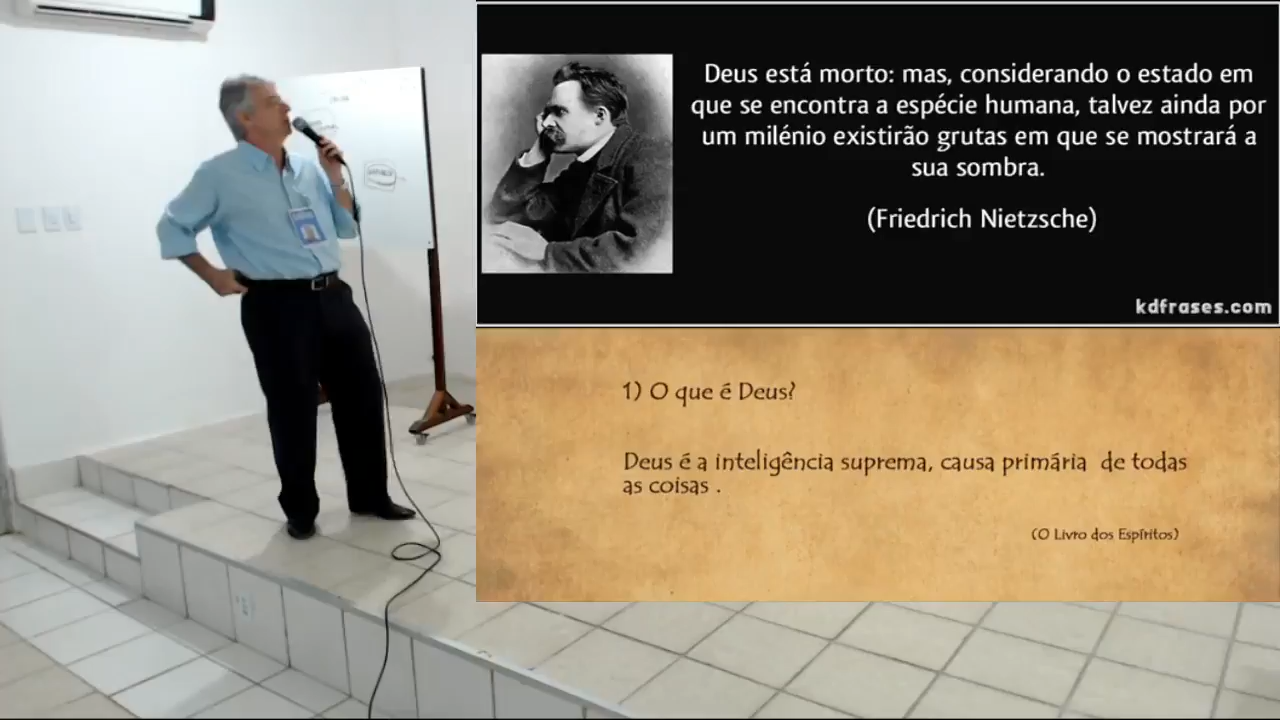 Deus está morto: mas, considerando o estado em
que se encontra a espécie humana, talvez ainda por
um milénio existirão grutas em que se mostrará a
sua sombra.
(Friedrich Nietzsche)
kdfrases.com
1) O que é Deus?
Deus é a inteligência suprema, causa primária de todas
as coisas .
(O Livro dos Espíritos)